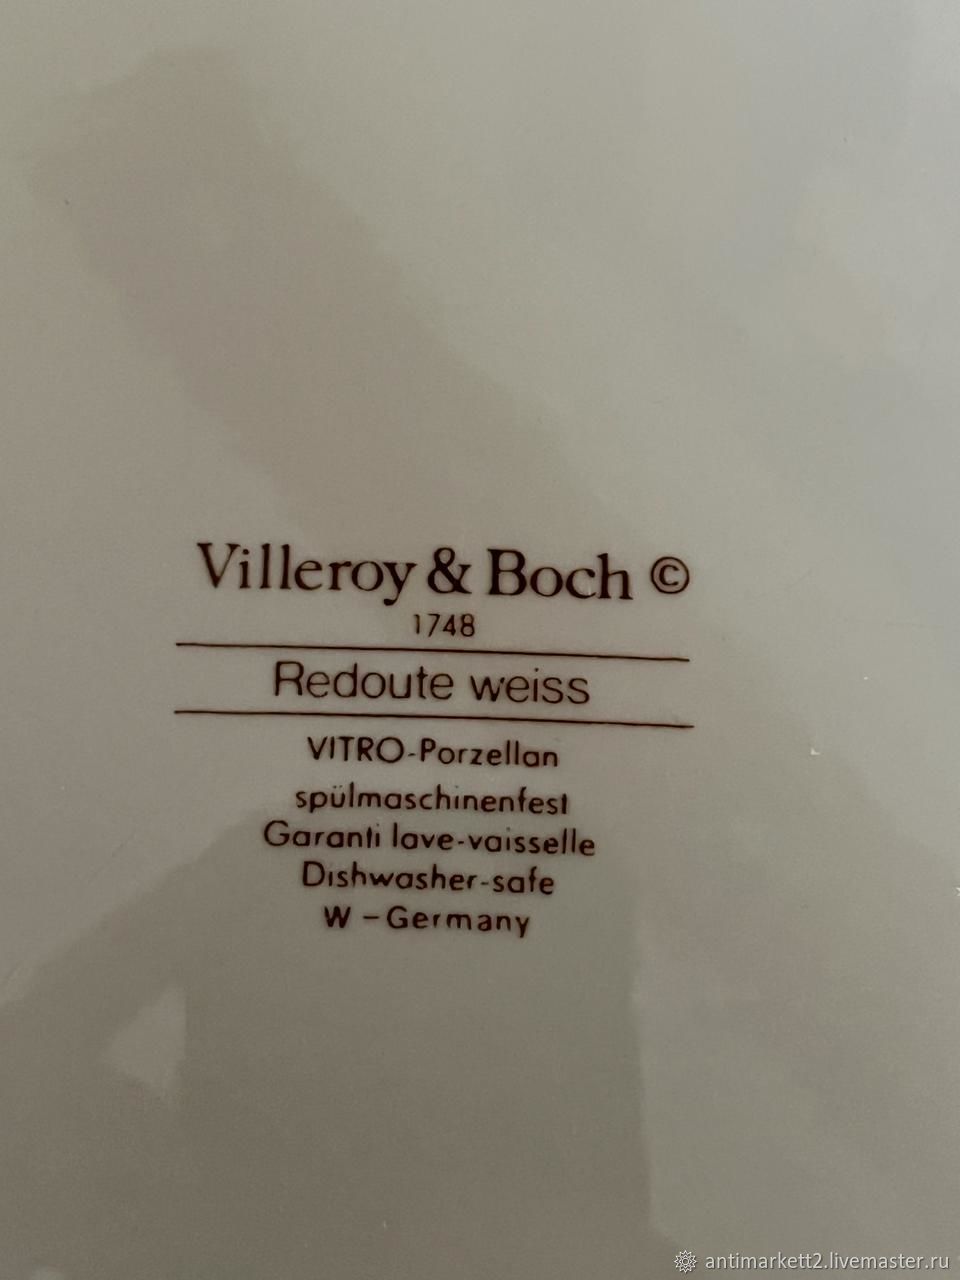 Villeroy & Boch ©
1748
Redoute weiss
VITRO-Porzellan
spülmaschinenfest
Garanti lave-vaisselle
Dishwasher-safe
W - Germany
antimarkett2.livemaster.ru